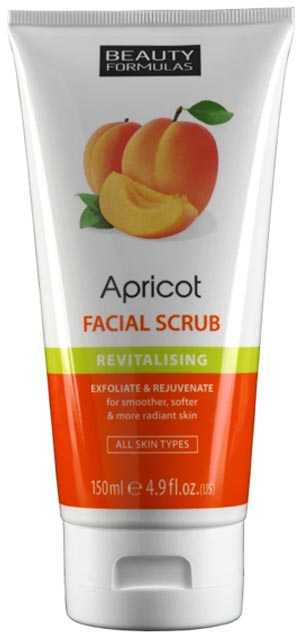 BEAUTY
FORMULAS
Apricot
FACIAL SCRUB
REVITALISING
EXFOLIATE & REJUVENATE
for smoother, softer
& more radiant skin
ALL SKIN TYPES
150ml ℮ 4.9 fl.oz.(US)